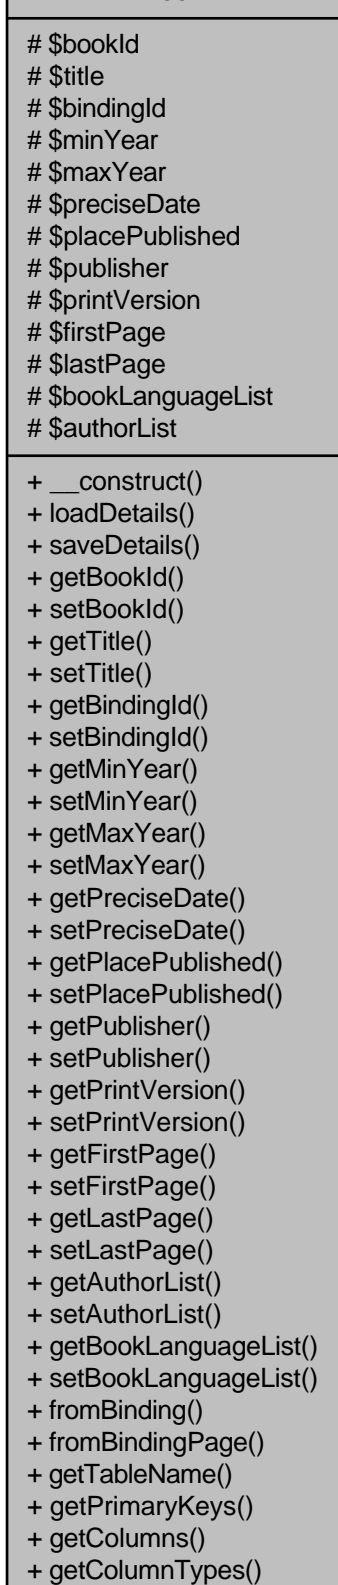 # $bookId
# $title
# $bindingId
# $minYear
# $maxYear
# $preciseDate
# $placePublished
# $publisher
# $printVersion
# $firstPage
# $lastPage
# $bookLanguageList
# $authorList
+ __construct()
+ loadDetails()
+ saveDetails()
+ getBookId()
+ setBookId()
+ getTitle()
+ setTitle()
+ getBindingId()
+ setBindingId()
+ getMinYear()
+ setMinYear()
+ getMaxYear()
+ setMaxYear()
+ getPreciseDate()
+ setPreciseDate()
+ getPlacePublished()
+ setPlacePublished()
+ getPublisher()
+ setPublisher()
+ getPrintVersion()
+ setPrintVersion()
+ getFirstPage()
+ setFirstPage()
+ getLastPage()
+ setLastPage()
+ getAuthorList()
+ setAuthorList()
+ getBookLanguageList()
+ setBookLanguageList()
+ fromBinding()
+ fromBindingPage()
+ getTableName()
+ getPrimaryKeys()
+ getColumns()
+ getColumnTypes()